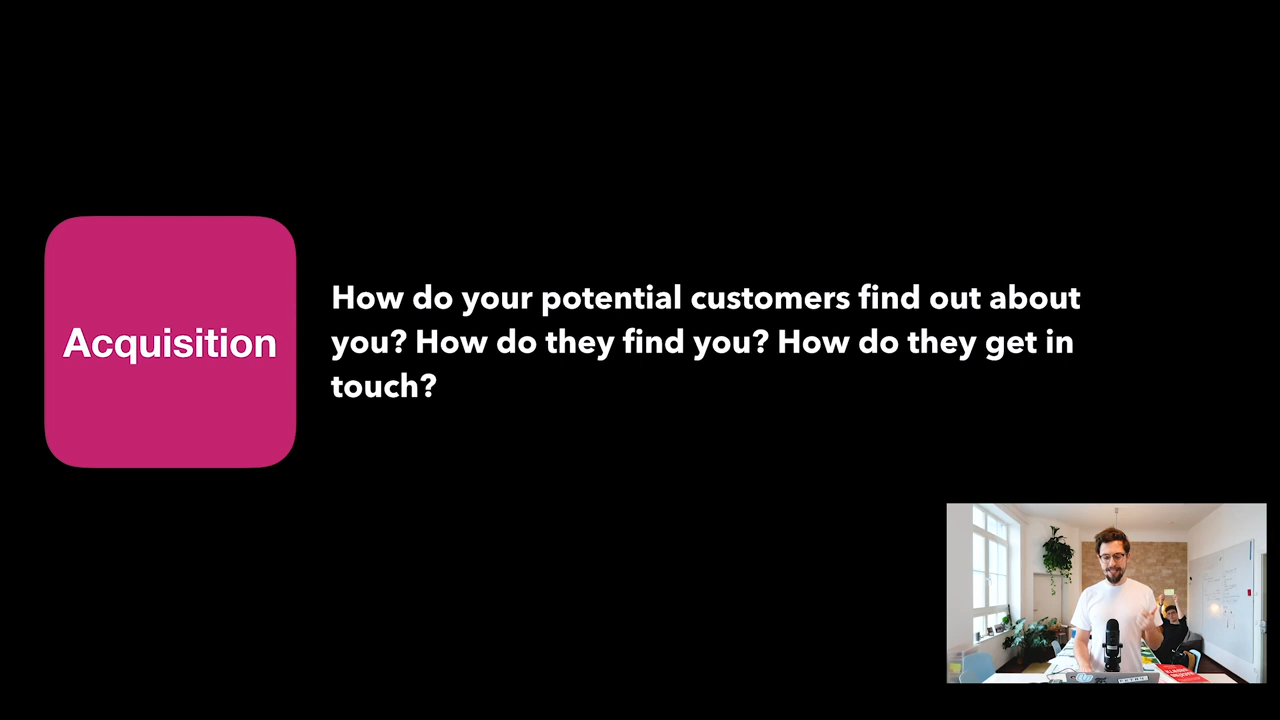 Acquisition
How do your potential customers find out about
you? How do they find you? How do they get in
touch?